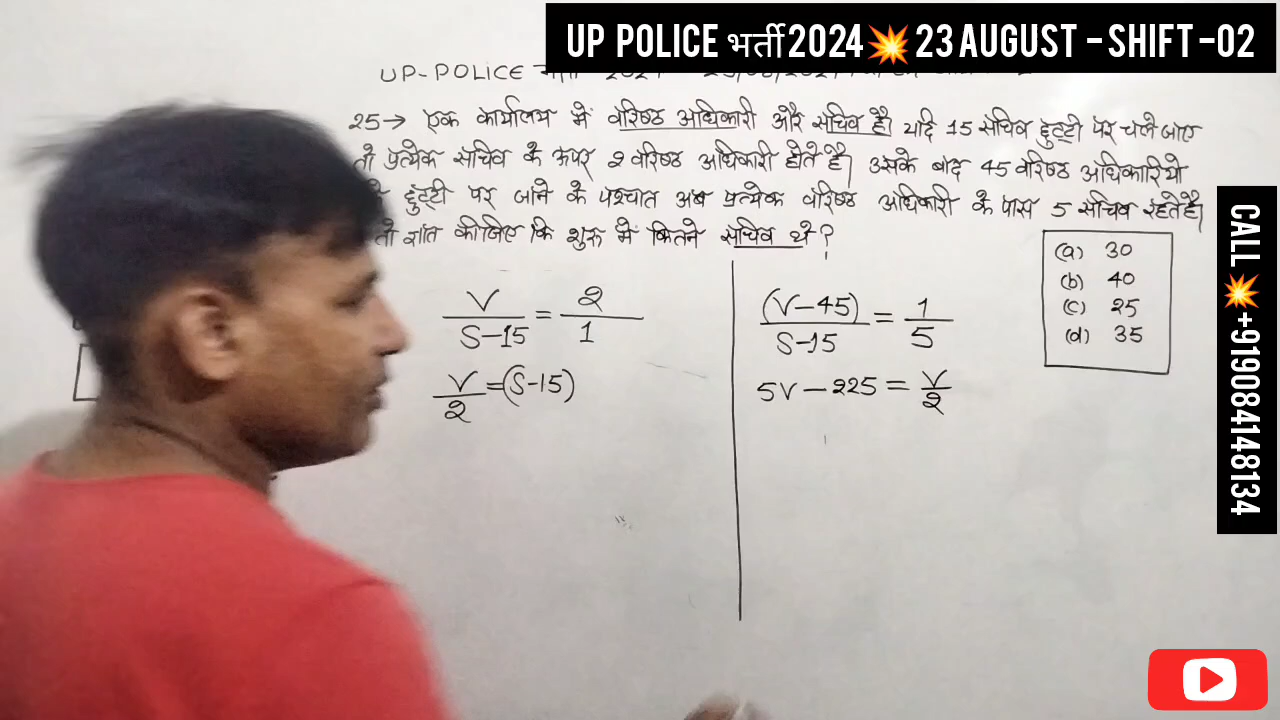 UP POLICE भर्ती 2024💥23 AUGUST - SHIFT -02
UP-POLICE
25→ एक कार्यालय में वरिष्ठ अधिकारी और सचिव है। यदि 15 सचिव छुट्टी पर चले जाए
तो प्रत्येक सचिव के ऊपर 2 वरिष्ठ अधिकारी होते है। उसके बाद 45 वरिष्ठ अधिकारियो
छुट्टी पर जाने के पश्चात अब प्रत्येक वरिष्ठ अधिकारी के पास 5 सचिव रहते है।
तो ज्ञात कीजिए कि शुरू में कितने सचिव थे?
(a) 30
(b) 40
(c) 25
(d) 35
V/S-15 = 2/1
V/2 = (S-15)
(V-45)/S-15 = 1/5
5V - 225 = V/2
CALL 💥+919084148134